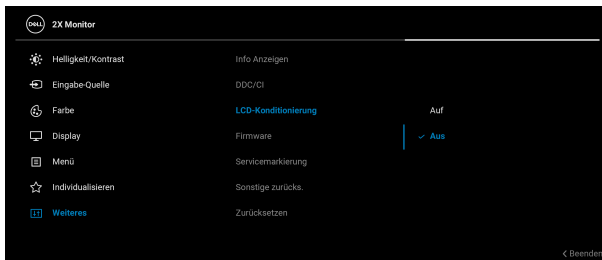 DELL 2X Monitor
Helligkeit/Kontrast Info Anzeigen
Eingabe-Quelle DDC/CI
Farbe LCD-Konditionierung Auf
Display Firmware Aus
Menü Servicemarkierung
Individualisieren Sonstige zurücks.
Weiteres Zurücksetzen
Beenden